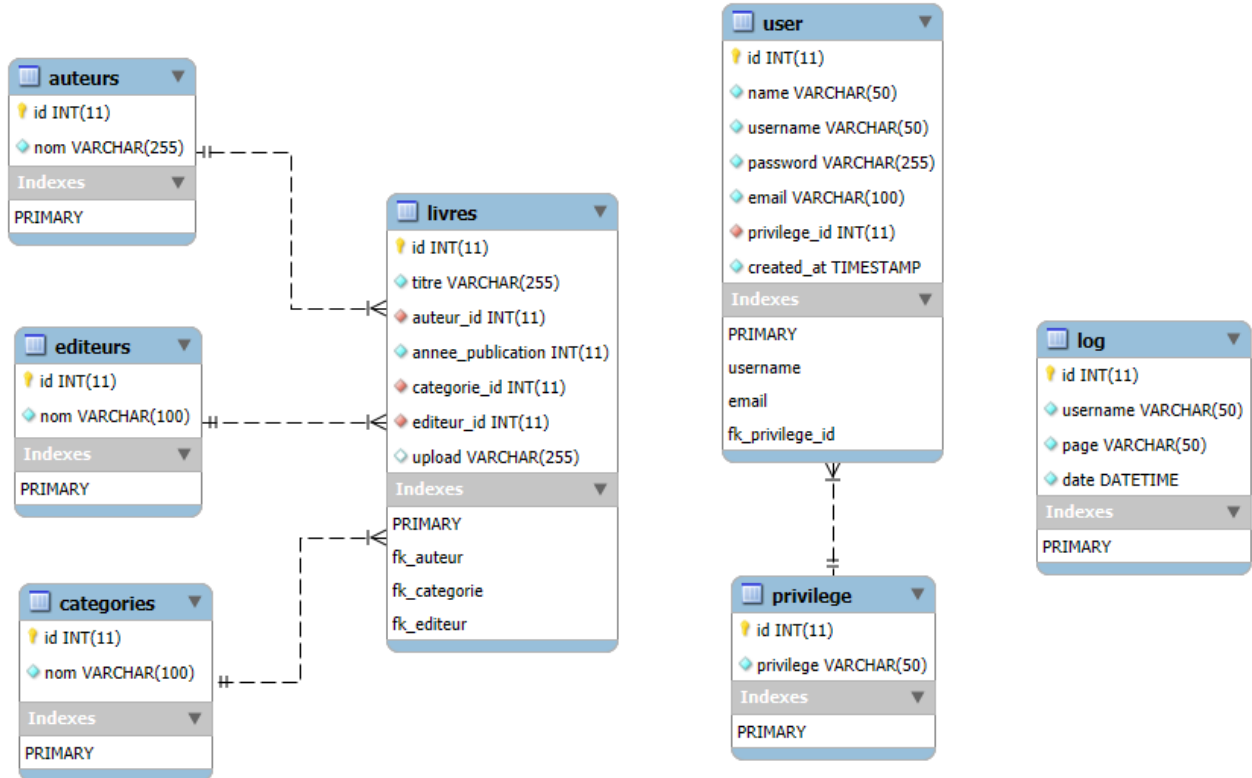 auteurs
id INT(11)
nom VARCHAR(255)
Indexes
PRIMARY
editeurs
id INT(11)
nom VARCHAR(100)
Indexes
PRIMARY
categories
id INT(11)
nom VARCHAR(100)
Indexes
PRIMARY
livres
id INT(11)
titre VARCHAR(255)
auteur_id INT(11)
annee_publication INT(11)
categorie_id INT(11)
editeur_id INT(11)
upload VARCHAR(255)
Indexes
PRIMARY
fk_auteur
fk_categorie
fk_editeur
user
id INT(11)
name VARCHAR(50)
username VARCHAR(50)
password VARCHAR(255)
email VARCHAR(100)
privilege_id INT(11)
created_at TIMESTAMP
Indexes
PRIMARY
username
email
fk_privilege_id
privilege
id INT(11)
privilege VARCHAR(50)
Indexes
PRIMARY
log
id INT(11)
username VARCHAR(50)
page VARCHAR(50)
date DATETIME
Indexes
PRIMARY